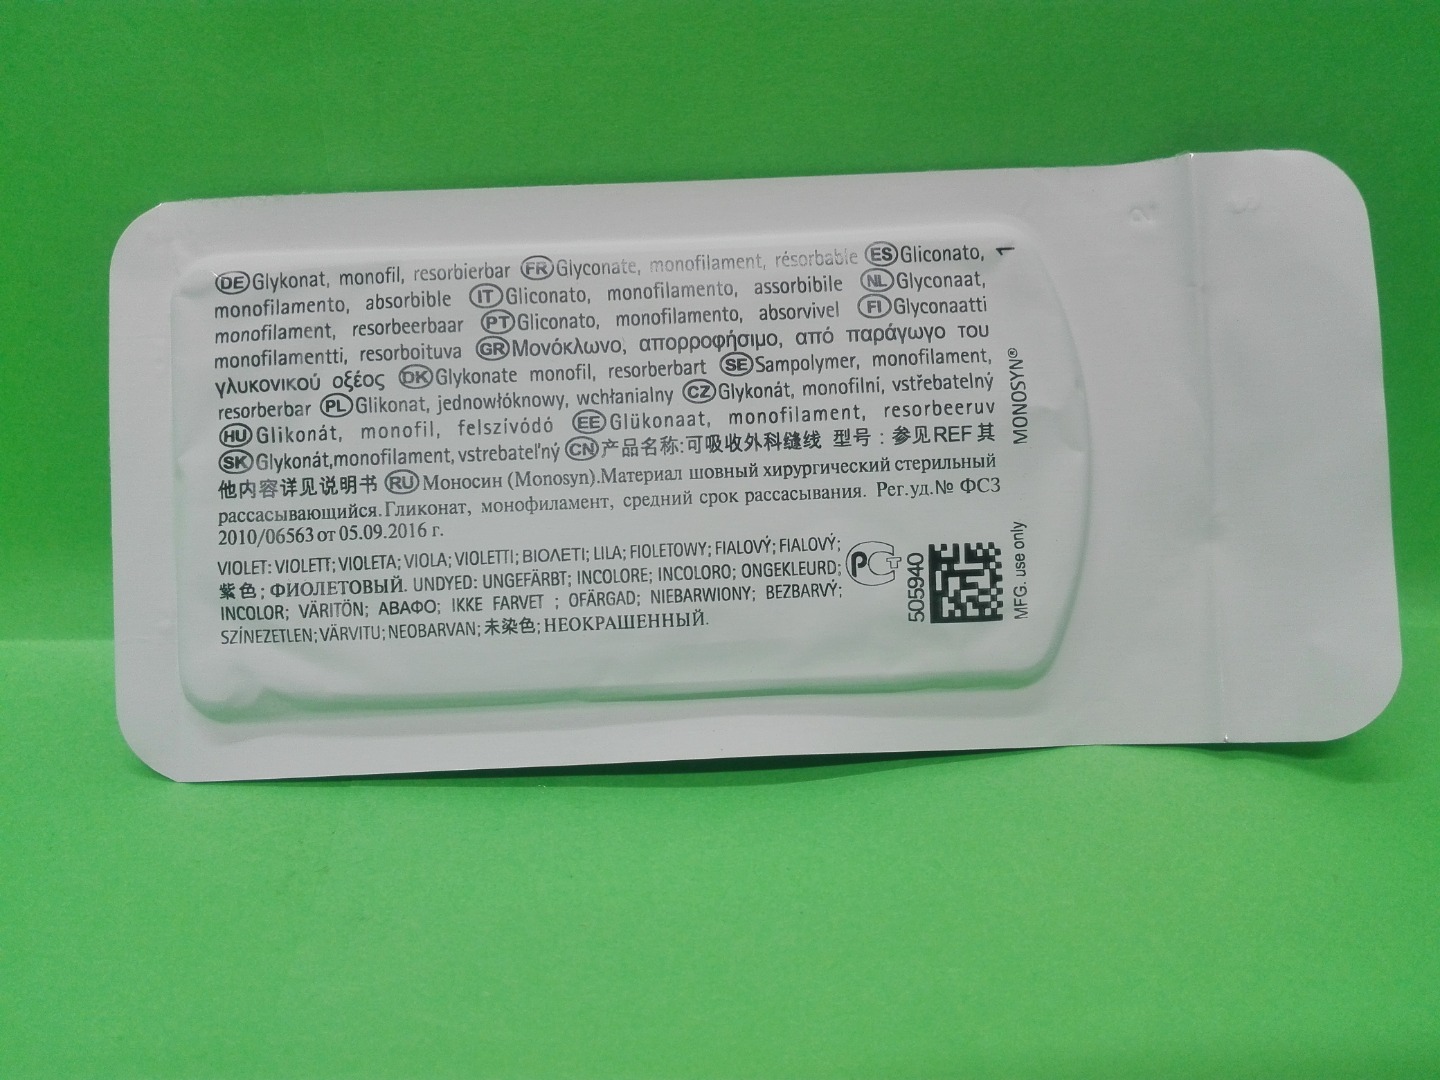 DE Glykonat, monofil, resorbierbar FR Glyconate, monofilament, résorbable ES Gliconato,
monofilamento, absorbible IT Gliconato, monofilamento, assorbibile NL Glyconaat,
monofilament, resorbeerbaar PT Gliconato, monofilamento, absorvivel FI Glyconaatti
monofilamentti, resorboituva GR Μονόκλωνο, απορροφήσιμο, από παράγωγο του
γλυκονικού οξέος DK Glykonate monofil, resorberbart SE Sampolymer, monofilament,
resorberbar PL Glikonat, jednowłóknowy, wchłanialny CZ Glykonát, monofilní, vstřebatelný
HU Glikonát, monofil, felszívódó EE Glükonaat, monofilament, resorbeeruv
SK Glykonát,monofilament, vstrebateľný CN 产品名称:可吸收外科缝线 型号：参见REF其
他内容详见说明书 RU Моносин (Monosyn).Материал шовный хирургический стерильный
рассасывающийся.Гликонат, монофиламент, средний срок рассасывания. Рег.уд.№ ФСЗ
2010/06563 от 05.09.2016 г.
VIOLET: VIOLETT; VIOLETA; VIOLA; VIOLETTI; ΒΙΟΛΕΤΙ; LILA; FIOLETOWY; FIALOVÝ; FIALOVÝ;
紫色; ФИОЛЕТОВЫЙ. UNDYED: UNGEFÄRBT; INCOLORE; INCOLORO; ONGEKLEURD;
INCOLOR; VÄRITÖN; ΑΒΑΦΟ; IKKE FARVET ; OFÄRGAD; NIEBARWIONY; BEZBARVÝ;
SZÍNEZETLEN; VÄRVITU; NEOBARVAN; 未染色; НЕОКРАШЕННЫЙ.
РСТ
505940
MFG. use only
MONOSYN®
1